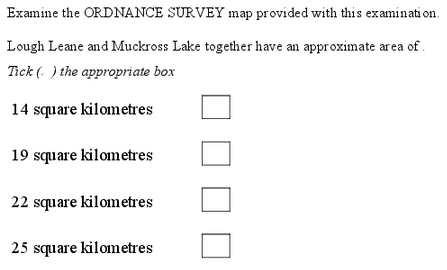 Examine the ORDNANCE SURVEY map provided with this examination.
Lough Leane and Muckross Lake together have an approximate area of .
Tick (. ) the appropriate box
14 square kilometres
19 square kilometres
22 square kilometres
25 square kilometres